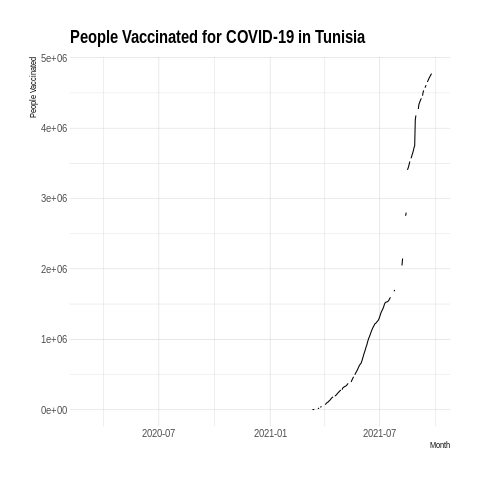 People Vaccinated for COVID-19 in Tunisia
People Vaccinated
5e+06
4e+06
3e+06
2e+06
1e+06
0e+00
2020-07
2021-01
2021-07
Month